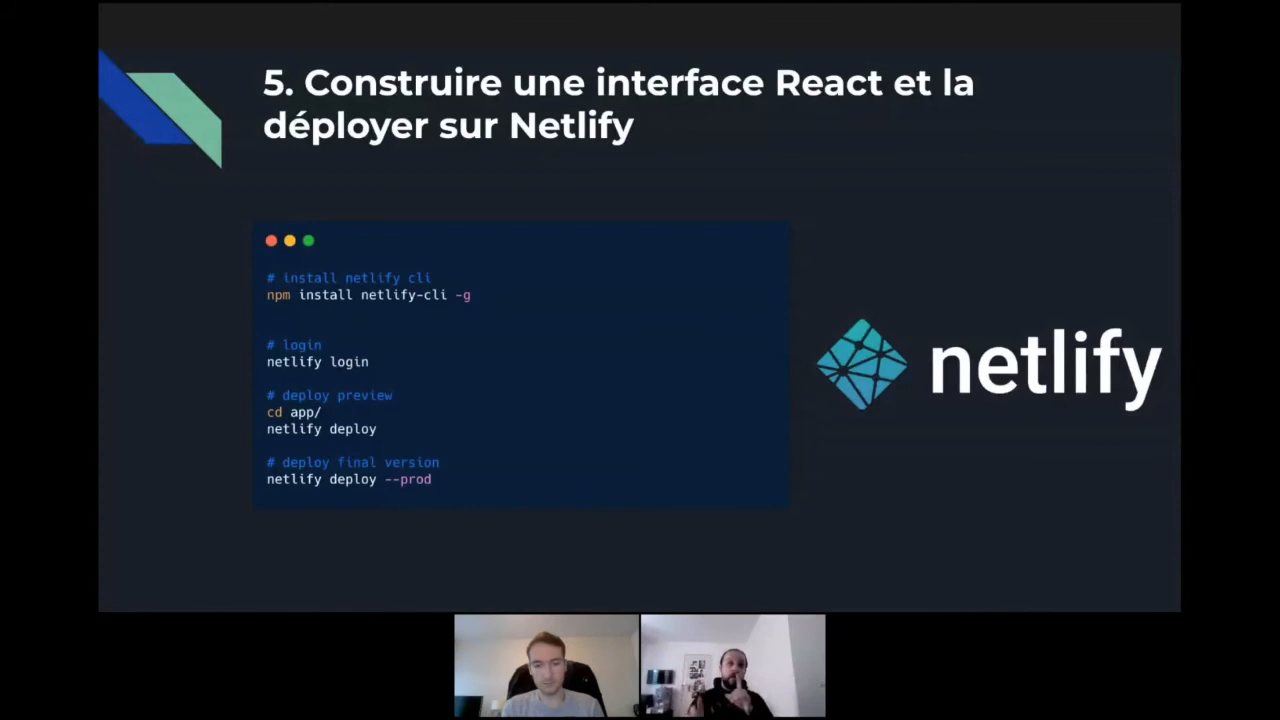 5. Construire une interface React et la
déployer sur Netlify
# install netlify cli
npm install netlify-cli -g
# login
netlify login
# deploy preview
cd app/
netlify deploy
# deploy final version
netlify deploy --prod
netlify